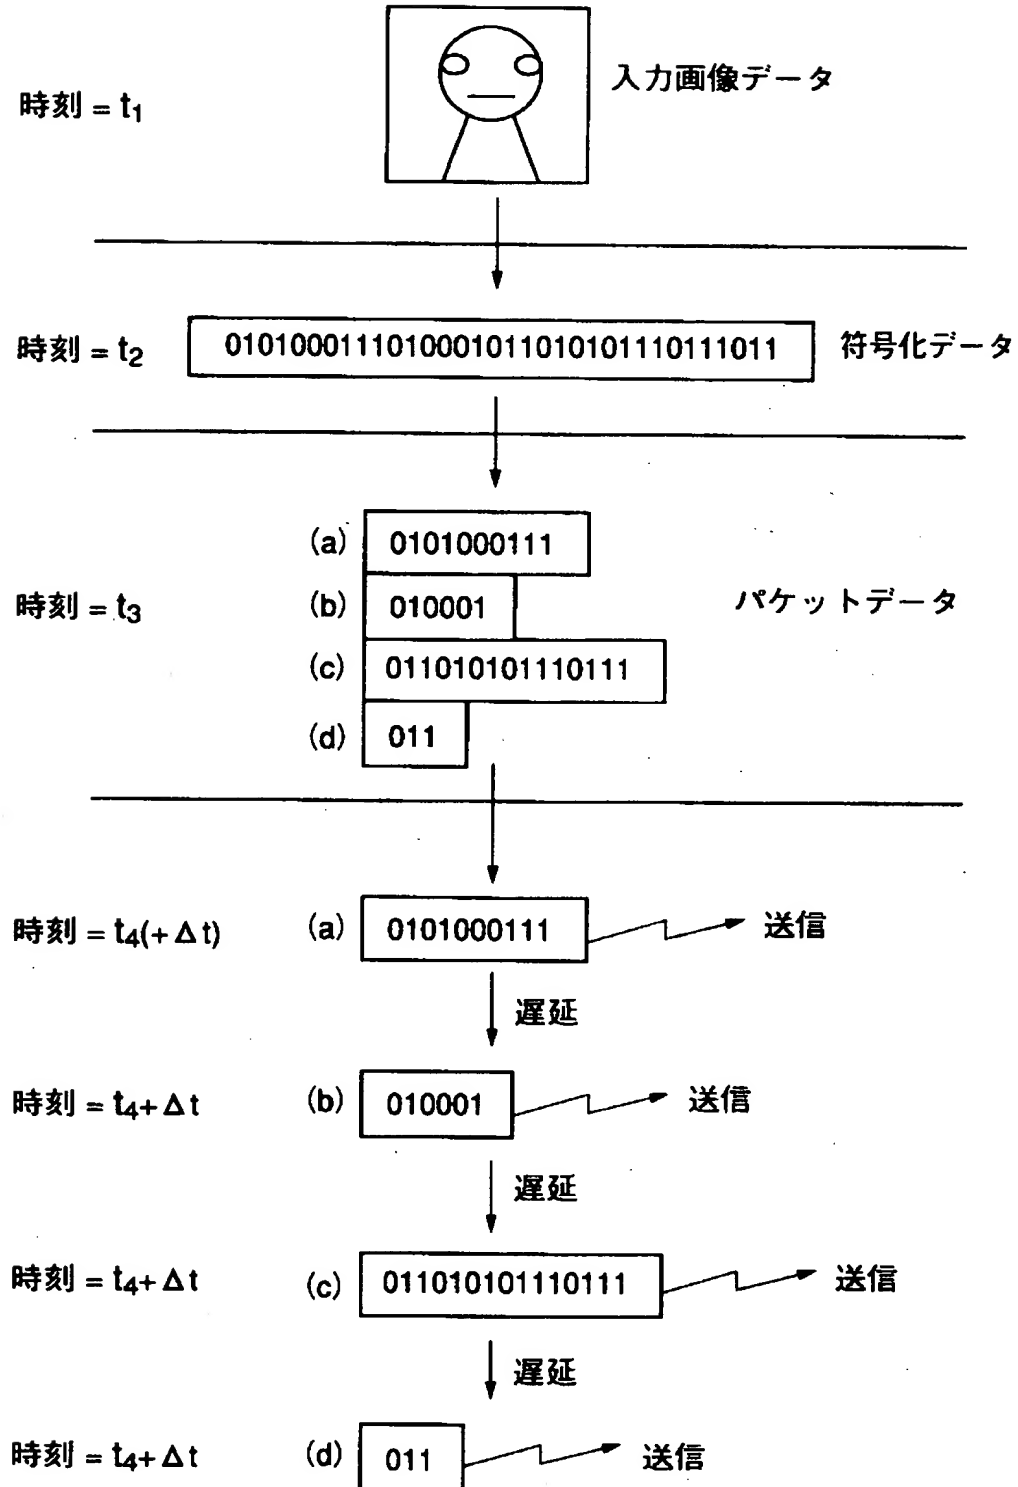 時刻 = t1
入力画像データ
時刻 = t2
0101000111010001011010101110111011
符号化データ
時刻 = t3
(a) 0101000111
(b) 010001
パケットデータ
(c) 011010101110111
(d) 011
時刻 = t4(+Δt) (a) 0101000111 送信
遅延
時刻 = t4+Δt (b) 010001 送信
遅延
時刻 = t4+Δt (c) 011010101110111 送信
遅延
時刻 = t4+Δt (d) 011 送信